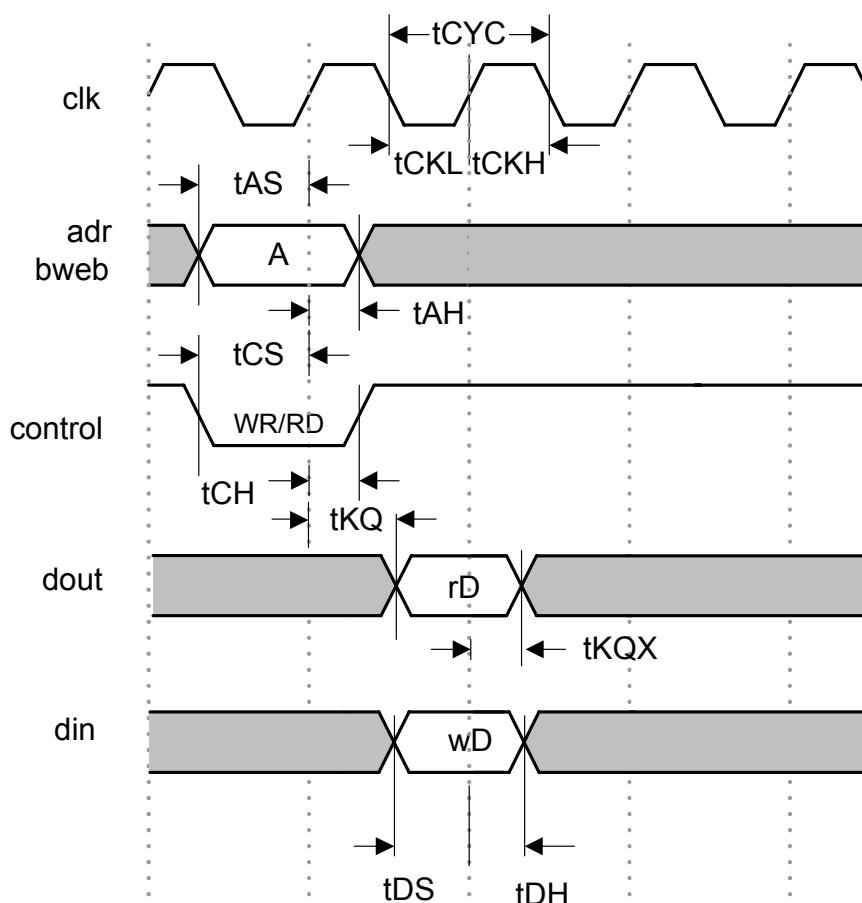 tCYC
clk
tCKL tCKH
tAS
adr
bweb
A
tAH
tCS
control
WR/RD
tCH
tKQ
dout
rD
tKQX
din
wD
tDS
tDH